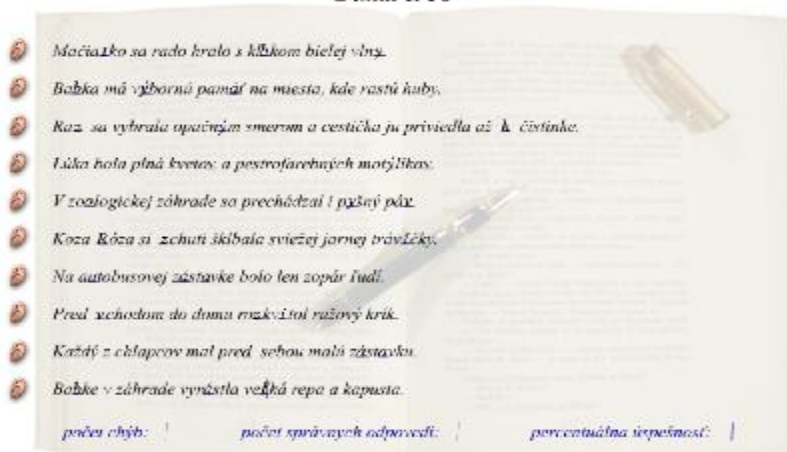 Mačiatko sa rado hralo s klbkom bielej vlny.
Babka má výbornú pamäť na miesta, kde rastú huby.
Raz sa vybrala opačným smerom a cestička ju priviedla až k čistinke.
Lúka bola plná kvetov a pestrofarebných motýlikov.
V zoologickej záhrade sa prechádzal i pyšný páv.
Koza Róza si zchuti šklbala sviežej jarnej trávičky.
Na autobusovej zástavke bolo len zopár ľudí.
Pred vchodom do domu rozkvitol ružový krík.
Každý z chlapcov mal pred sebou malú zástavku.
Babke v záhrade vyrástla veľká repa a kapusta.
počet chýb: počet správnych odpovedí: percentuálna úspešnosť: